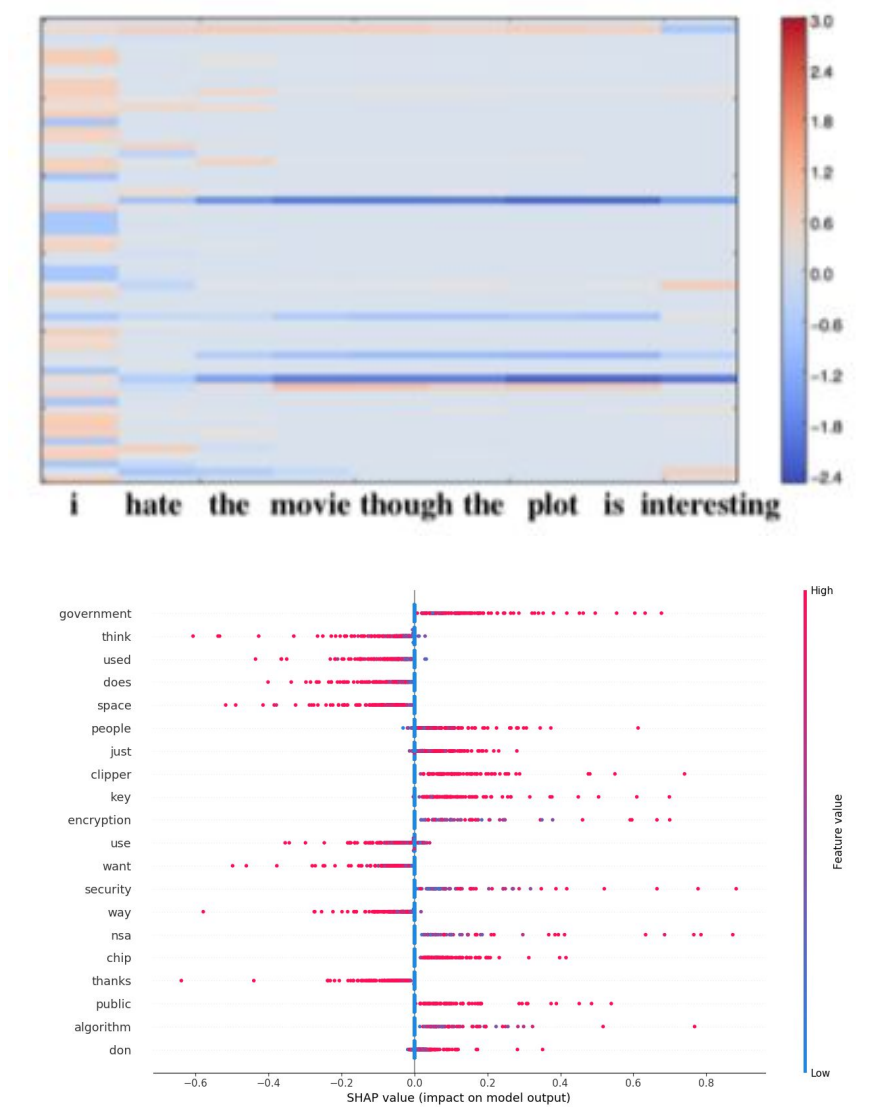 3.0
2.4
1.8
1.2
0.6
0.0
-0.6
-1.2
-1.8
-2.4
i hate the movie though the plot is interesting
High
government
think
used
does
space
people
just
clipper
key
encryption
use
want
security
way
nsa
chip
thanks
public
algorithm
don
Feature value
Low
−0.6 −0.4 −0.2 0.0 0.2 0.4 0.6 0.8
SHAP value (impact on model output)